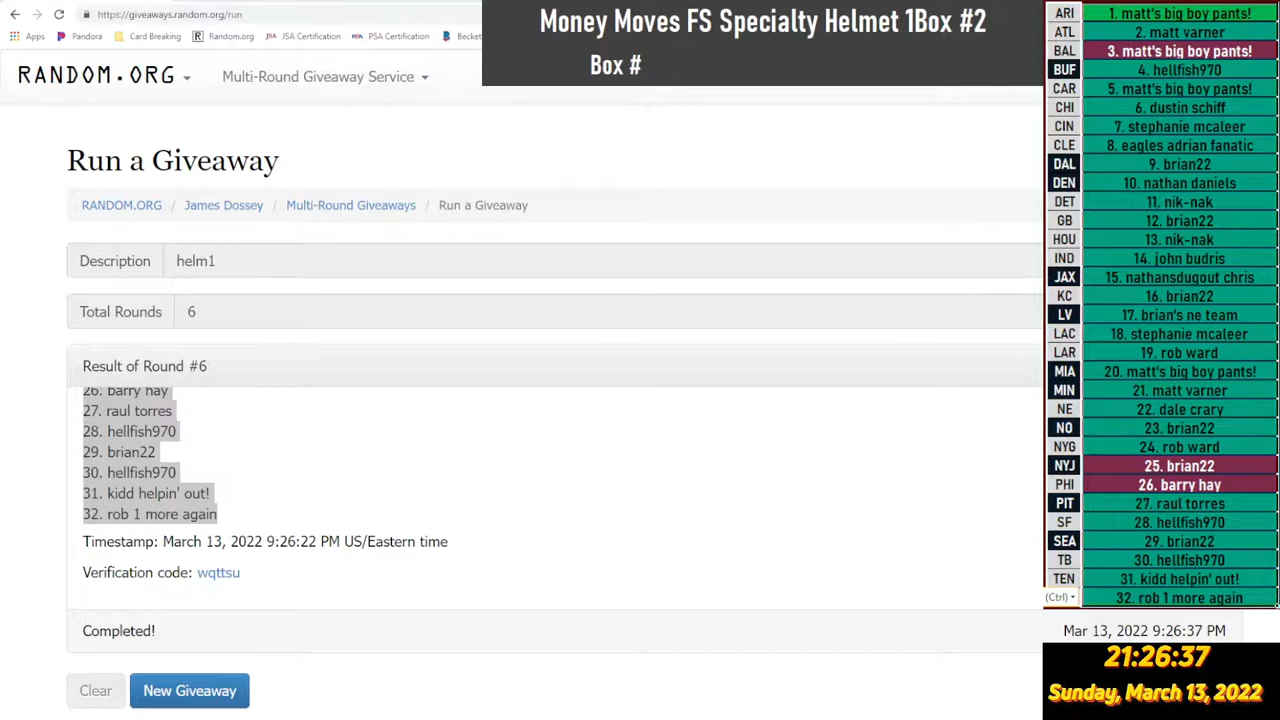 https://giveaways.random.org/run
Apps
Pandora
Card Breaking
Random.org
JSA Certification
PSA Certification
Becket
Money Moves FS Specialty Helmet 1Box #2
Box #
RANDOM.ORG
Multi-Round Giveaway Service
Run a Giveaway
RANDOM.ORG / James Dossey / Multi-Round Giveaways / Run a Giveaway
Description helm1
Total Rounds 6
Result of Round #6
26. barry hay
27. raul torres
28. hellfish970
29. brian22
30. hellfish970
31. kidd helpin' out!
32. rob 1 more again
Timestamp: March 13, 2022 9:26:22 PM US/Eastern time
Verification code: wqttsu
Completed!
Clear
New Giveaway
ARI 1. matt's big boy pants!
ATL 2. matt varner
BAL 3. matt's big boy pants!
BUF 4. hellfish970
CAR 5. matt's big boy pants!
CHI 6. dustin schiff
CIN 7. stephanie mcaleer
CLE 8. eagles adrian fanatic
DAL 9. brian22
DEN 10. nathan daniels
DET 11. nik-nak
GB 12. brian22
HOU 13. nik-nak
IND 14. john budris
JAX 15. nathansdugout chris
KC 16. brian22
LV 17. brian's ne team
LAC 18. stephanie mcaleer
LAR 19. rob ward
MIA 20. matt's big boy pants!
MIN 21. matt varner
NE 22. dale crary
NO 23. brian22
NYG 24. rob ward
NYJ 25. brian22
PHI 26. barry hay
PIT 27. raul torres
SF 28. hellfish970
SEA 29. brian22
TB 30. hellfish970
TEN 31. kidd helpin' out!
(Ctrl) 32. rob 1 more again
Mar 13, 2022 9:26:37 PM
21:26:37
Sunday, March 13, 2022